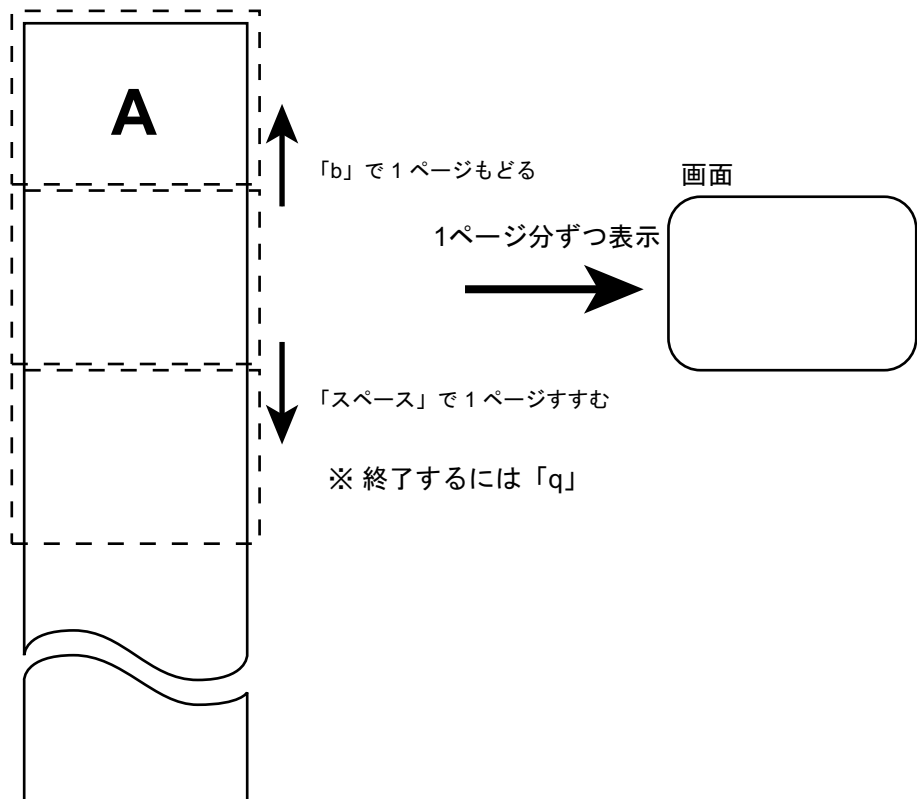 A
「b」で 1 ページもどる
画面
1ページ分ずつ表示
「スペース」で 1 ページすすむ
※ 終了するには「q」